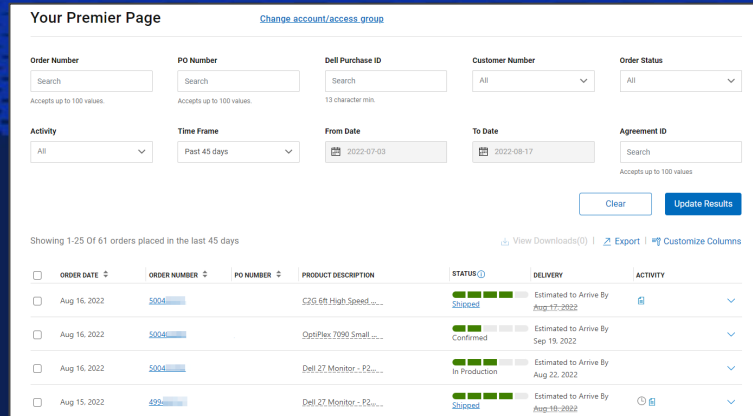 Your Premier Page Change account/access group
Order Number PO Number Dell Purchase ID Customer Number Order Status
Search Search Search All All
Accepts up to 100 values. Accepts up to 100 values. 13 character min.
Activity Time Frame From Date To Date Agreement ID
All Past 45 days 2022-07-03 2022-08-17 Search
Accepts up to 100 values
Clear Update Results
Showing 1-25 Of 61 orders placed in the last 45 days View Downloads(0) | Export | Customize Columns
ORDER DATE ORDER NUMBER PO NUMBER PRODUCT DESCRIPTION STATUS DELIVERY ACTIVITY
Aug 16, 2022 5004 C2G 6ft High Speed ... Shipped Estimated to Arrive By
Aug 17, 2022
Aug 16, 2022 5004 OptiPlex 7090 Small ... Confirmed Estimated to Arrive By
Sep 19, 2022
Aug 16, 2022 5004 Dell 27 Monitor - P2... In Production Estimated to Arrive By
Aug 22, 2022
Aug 15, 2022 499 Dell 27 Monitor - P2... Shipped Estimated to Arrive By
Aug 18, 2022